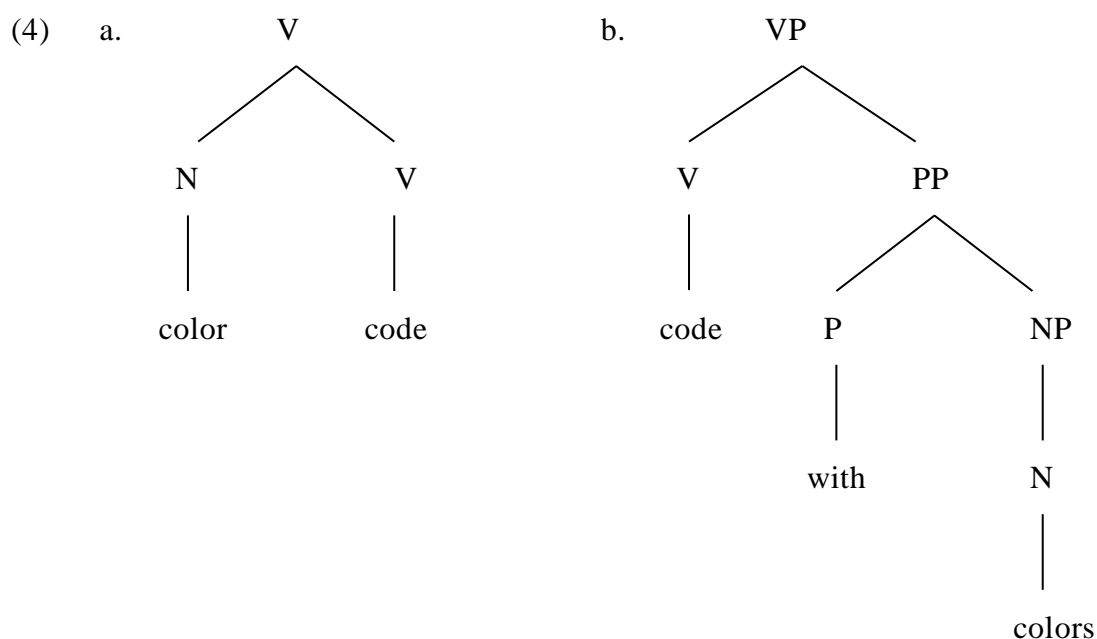 (4) a. V b. VP
N V V PP
color code code P NP
with N
colors